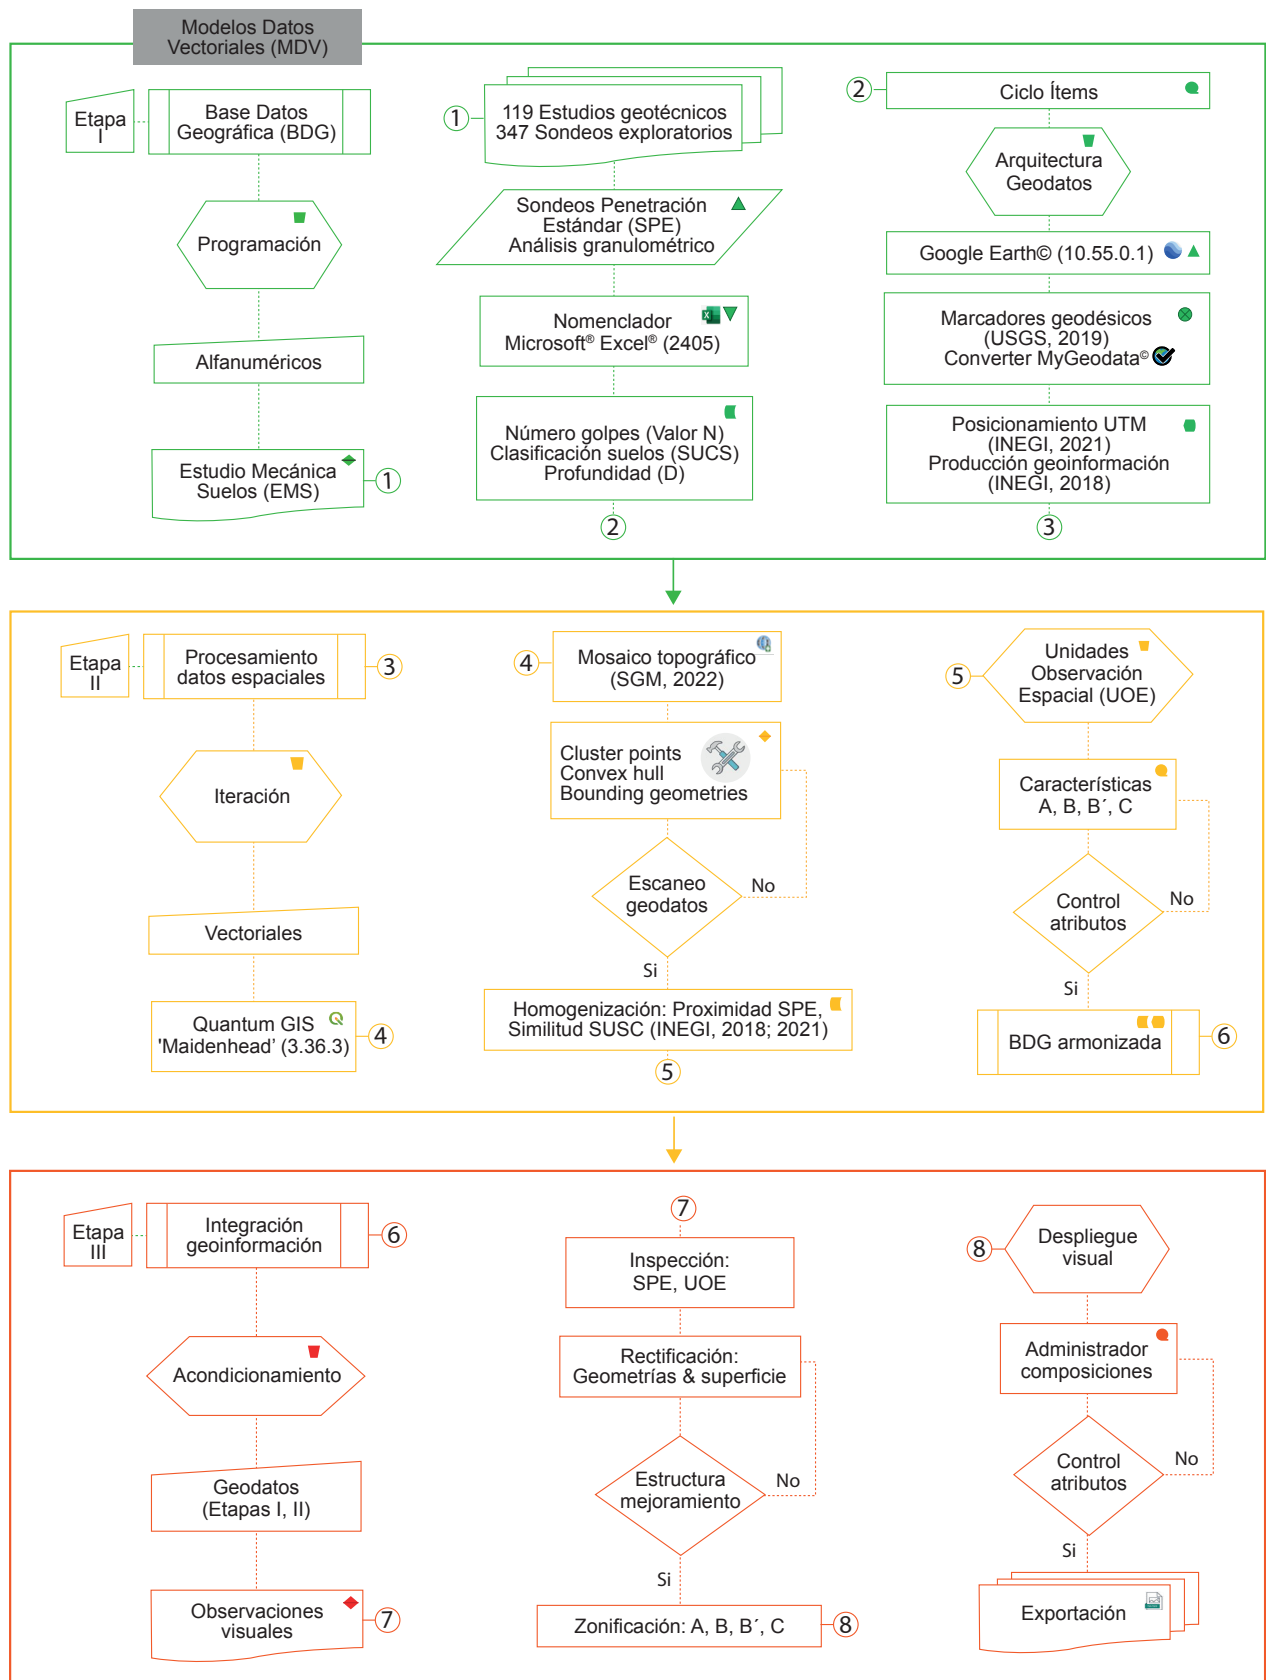 Modelos Datos
Vectoriales (MDV)
Etapa
I
Base Datos
Geográfica (BDG)
Programación
Alfanuméricos
Estudio Mecánica
Suelos (EMS)
1
1
119 Estudios geotécnicos
347 Sondeos exploratorios
Sondeos Penetración
Estándar (SPE)
Análisis granulométrico
Nomenclador
Microsoft® Excel® (2405)
Número golpes (Valor N)
Clasificación suelos (SUCS)
Profundidad (D)
2
2
Ciclo Ítems
Arquitectura
Geodatos
Google Earth© (10.55.0.1)
Marcadores geodésicos
(USGS, 2019)
Converter MyGeodata©
Posicionamiento UTM
(INEGI, 2021)
Producción geoinformación
(INEGI, 2018)
3
Etapa
II
Procesamiento
datos espaciales
3
Iteración
Vectoriales
Quantum GIS
'Maidenhead’ (3.36.3)
4
4
Mosaico topográfico
(SGM, 2022)
Cluster points
Convex hull
Bounding geometries
Escaneo
geodatos
No
Si
Homogenización: Proximidad SPE,
Similitud SUSC (INEGI, 2018; 2021)
5
5
Unidades
Observación
Espacial (UOE)
Características
A, B, B´, C
Control
atributos
No
Si
BDG armonizada
6
Etapa
III
Integración
geoinformación
6
Acondicionamiento
Geodatos
(Etapas I, II)
Observaciones
visuales
7
7
Inspección:
SPE, UOE
Rectificación:
Geometrías & superficie
Estructura
mejoramiento
No
Si
Zonificación: A, B, B´, C
8
8
Despliegue
visual
Administrador
composiciones
Control
atributos
No
Si
Exportación